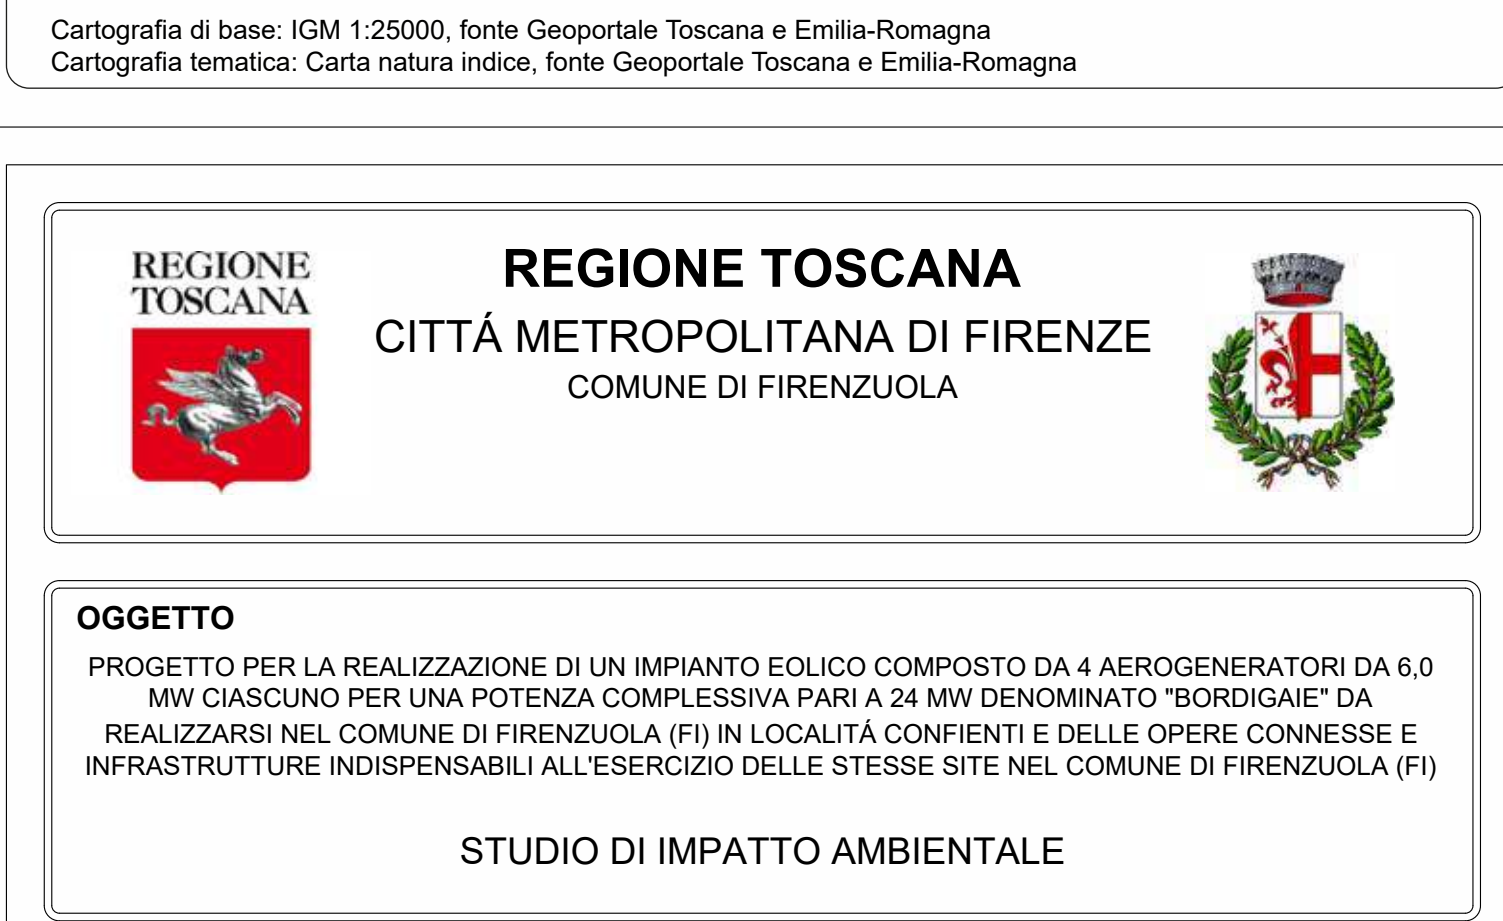 Cartografia di base: IGM 1:25000, fonte Geoportale Toscana e Emilia-Romagna
Cartografia tematica: Carta natura indice, fonte Geoportale Toscana e Emilia-Romagna
REGIONE
TOSCANA
REGIONE TOSCANA
CITTÁ METROPOLITANA DI FIRENZE
COMUNE DI FIRENZUOLA
OGGETTO
PROGETTO PER LA REALIZZAZIONE DI UN IMPIANTO EOLICO COMPOSTO DA 4 AEROGENERATORI DA 6,0
MW CIASCUNO PER UNA POTENZA COMPLESSIVA PARI A 24 MW DENOMINATO "BORDIGAIE" DA
REALIZZARSI NEL COMUNE DI FIRENZUOLA (FI) IN LOCALITÁ CONFIENTI E DELLE OPERE CONNESSE E
INFRASTRUTTURE INDISPENSABILI ALL'ESERCIZIO DELLE STESSE SITE NEL COMUNE DI FIRENZUOLA (FI)
STUDIO DI IMPATTO AMBIENTALE